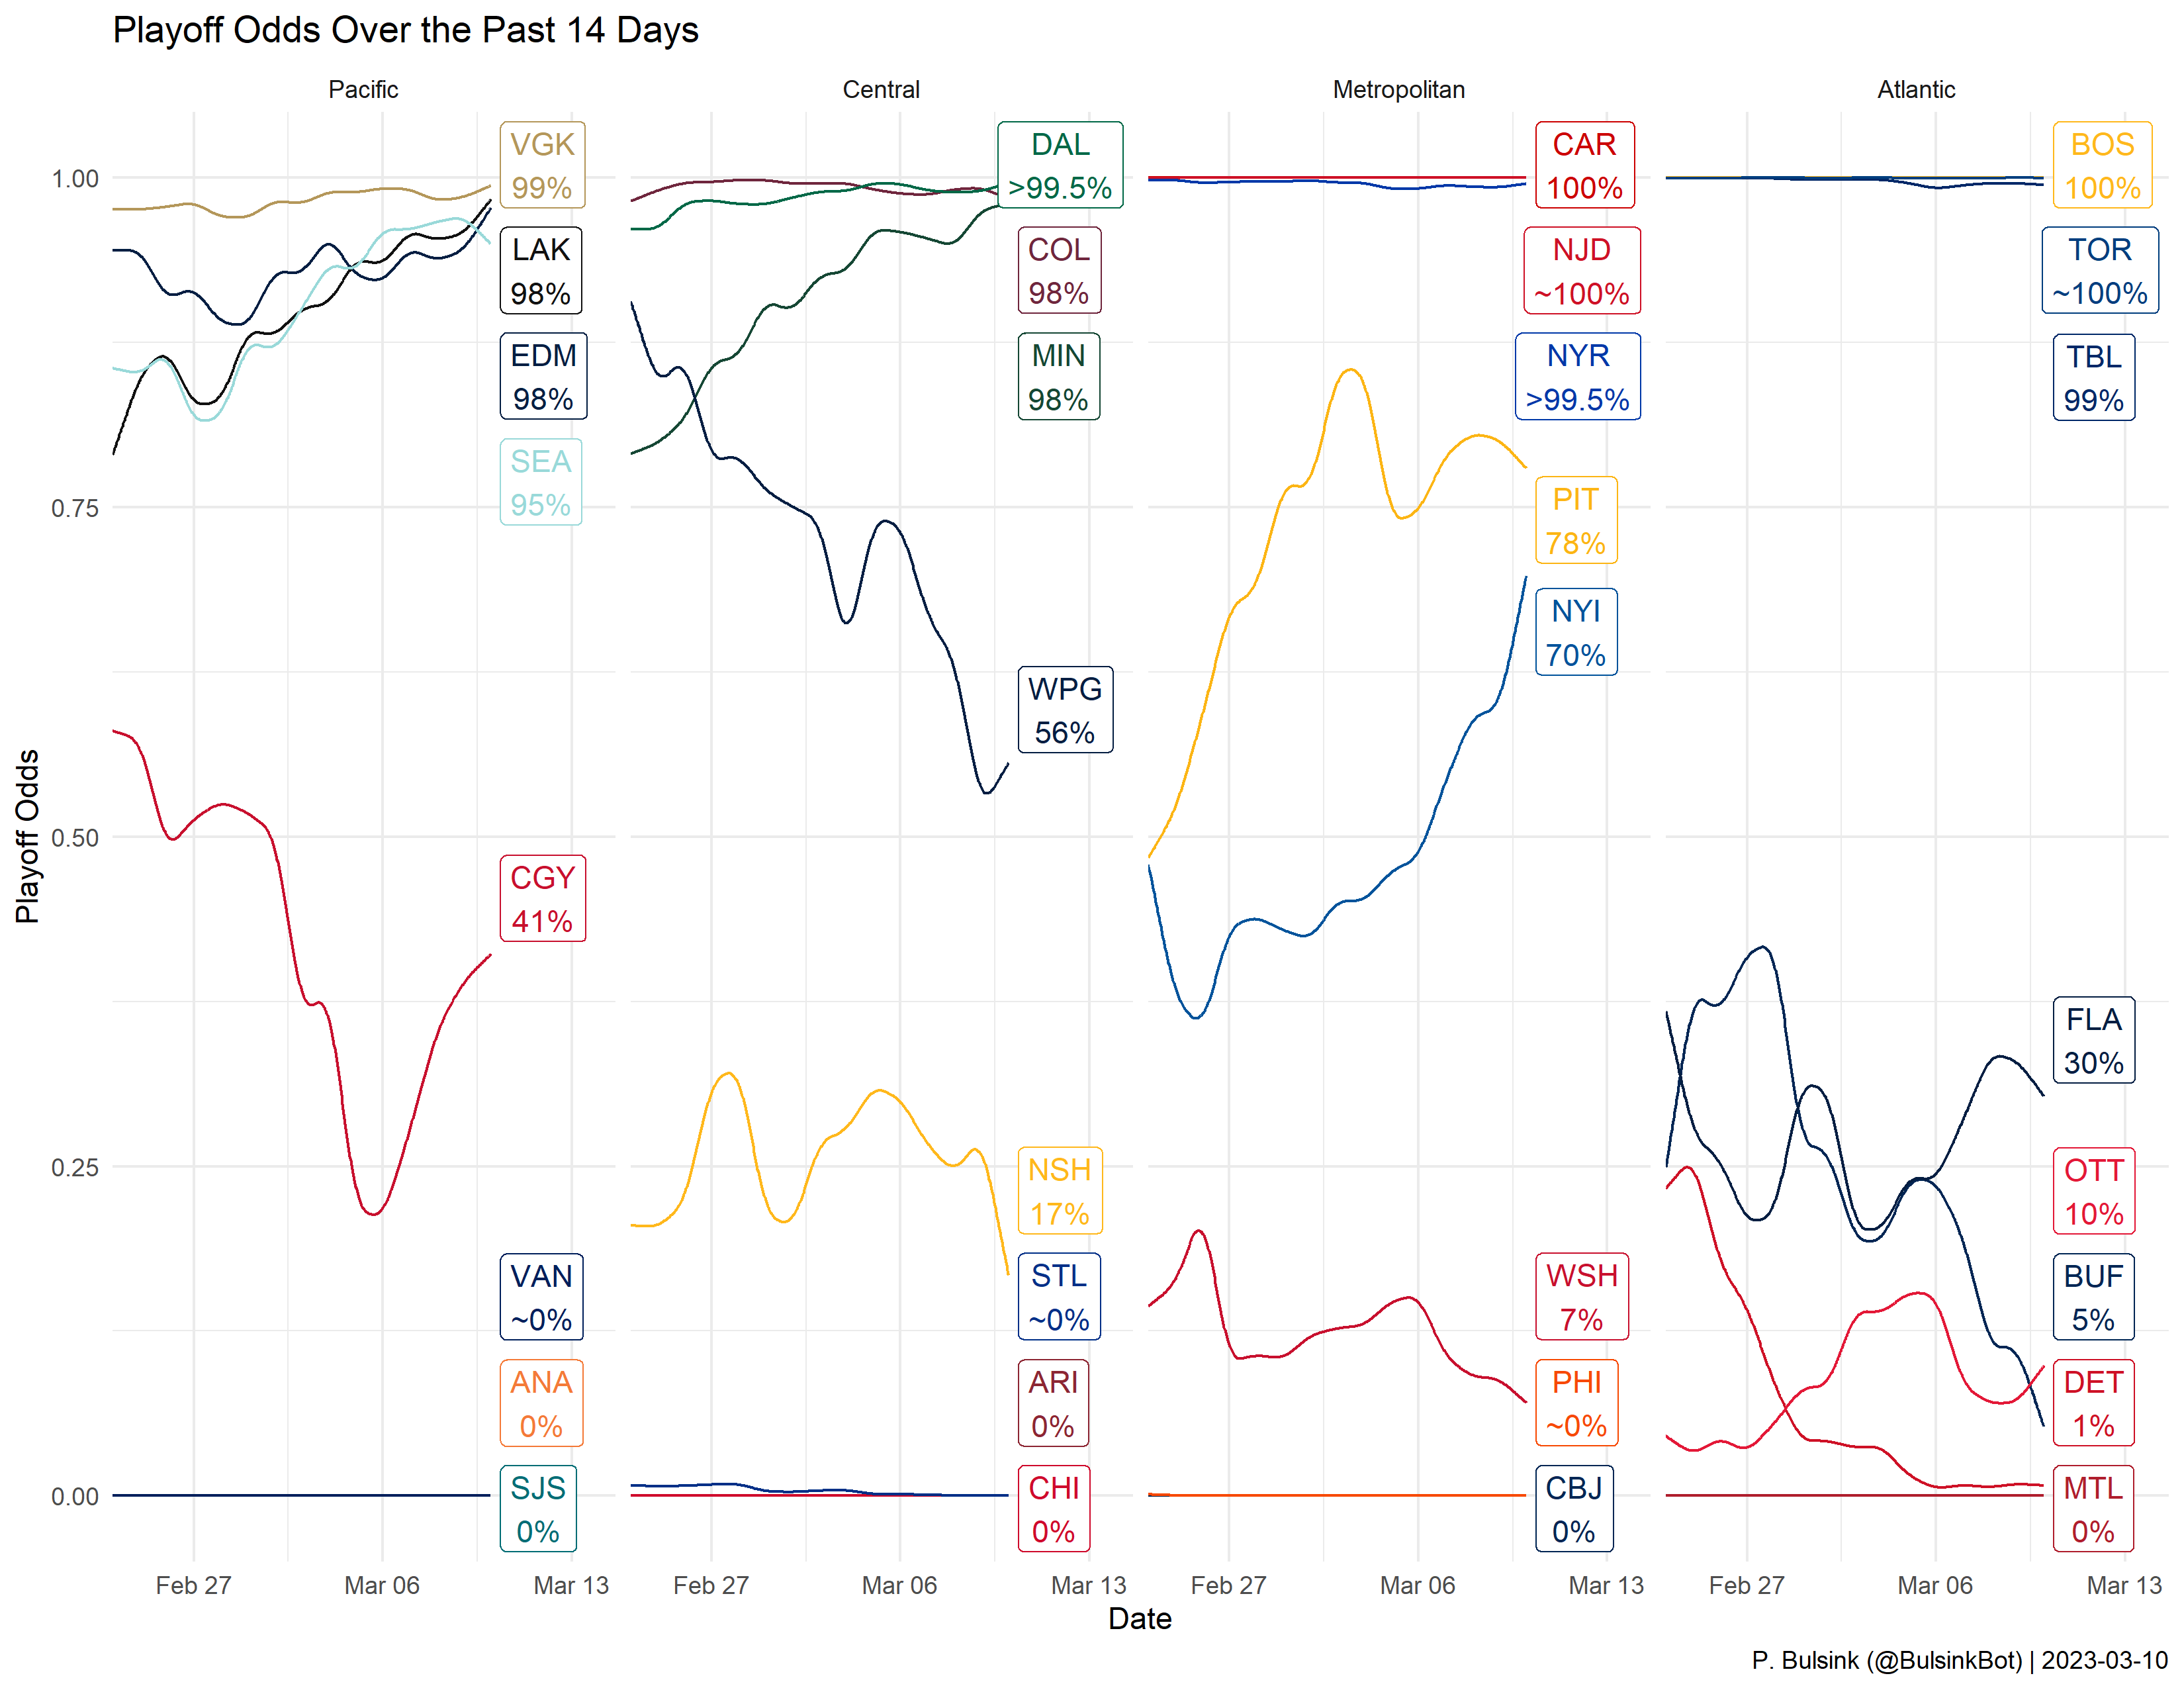 Playoff Odds Over the Past 14 Days
Pacific
Central
Metropolitan
Atlantic
Playoff Odds
1.00
0.75
0.50
0.25
0.00
VGK
99%
LAK
98%
EDM
98%
SEA
95%
CGY
41%
VAN
~0%
ANA
0%
SJS
0%
DAL
>99.5%
COL
98%
MIN
98%
WPG
56%
NSH
17%
STL
~0%
ARI
0%
CHI
0%
CAR
100%
NJD
~100%
NYR
>99.5%
PIT
78%
NYI
70%
WSH
7%
PHI
~0%
CBJ
0%
BOS
100%
TOR
~100%
TBL
99%
FLA
30%
OTT
10%
BUF
5%
DET
1%
MTL
0%
Feb 27 Mar 06 Mar 13
Feb 27 Mar 06 Mar 13
Feb 27 Mar 06 Mar 13
Feb 27 Mar 06 Mar 13
Date
P. Bulsink (@BulsinkBot) | 2023-03-10